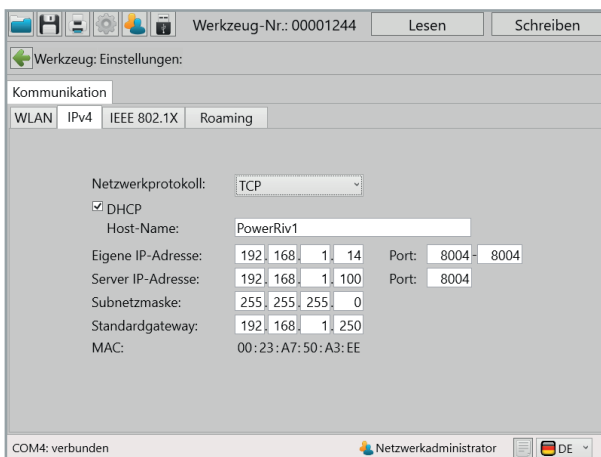 Werkzeug-Nr.: 00001244 Lesen Schreiben
Werkzeug: Einstellungen:
Kommunikation
WLAN IPv4 IEEE 802.1X Roaming
Netzwerkprotokoll: TCP
DHCP
Host-Name: PowerRiv1
Eigene IP-Adresse: 192. 168. 1. 14 Port: 8004 - 8004
Server IP-Adresse: 192. 168. 1. 100 Port: 8004
Subnetzmaske: 255. 255. 255. 0
Standardgateway: 192. 168. 1. 250
MAC: 00:23:A7:50:A3:EE
COM4: verbunden Netzwerkadministrator DE